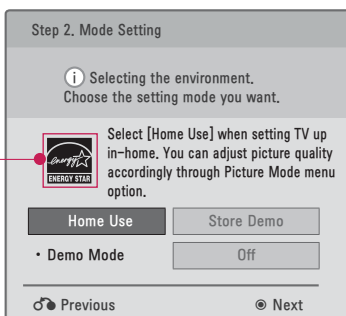 Step 2. Mode Setting
i Selecting the environment.
Choose the setting mode you want.
energy
ENERGY STAR
Select [Home Use] when setting TV up
in-home. You can adjust picture quality
accordingly through Picture Mode menu
option.
Home Use Store Demo
• Demo Mode Off
Previous Next